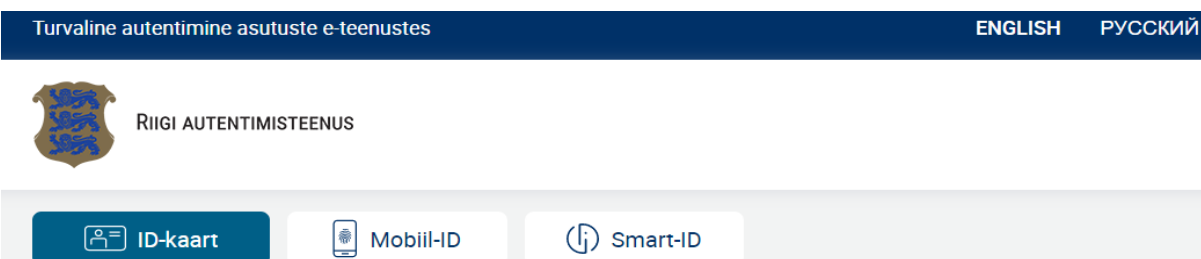 Turvaline autentimine asutuste e-teenustes ENGLISH РУССКИЙ
RIIGI AUTENTIMISTEENUS
ID-kaart Mobiil-ID Smart-ID